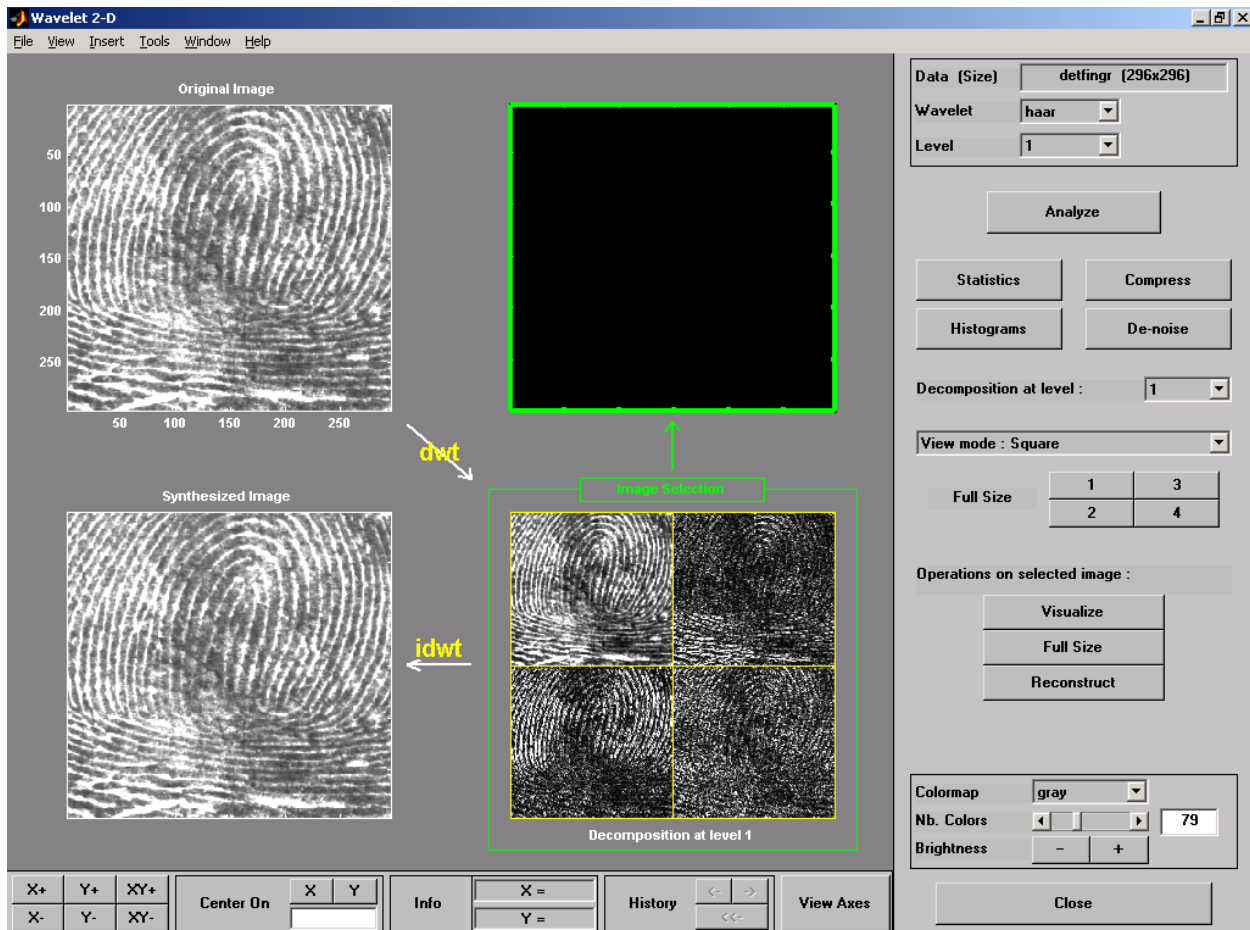 Wavelet 2-D
File View Insert Tools Window Help
Original Image
50
100
150
200
250
50 100 150 200 250
dwt
Synthesized Image
Image Selection
idwt
Decomposition at level 1
Data (Size) detfingr (296x296)
Wavelet haar
Level 1
Analyze
Statistics Compress
Histograms De-noise
Decomposition at level : 1
View mode : Square
Full Size 1 3
2 4
Operations on selected image :
Visualize
Full Size
Reconstruct
Colormap gray
Nb. Colors 79
Brightness - +
X+ Y+ XY+
X- Y- XY-
Center On X Y
Info X =
Y =
History <- ->
<<-
View Axes
Close